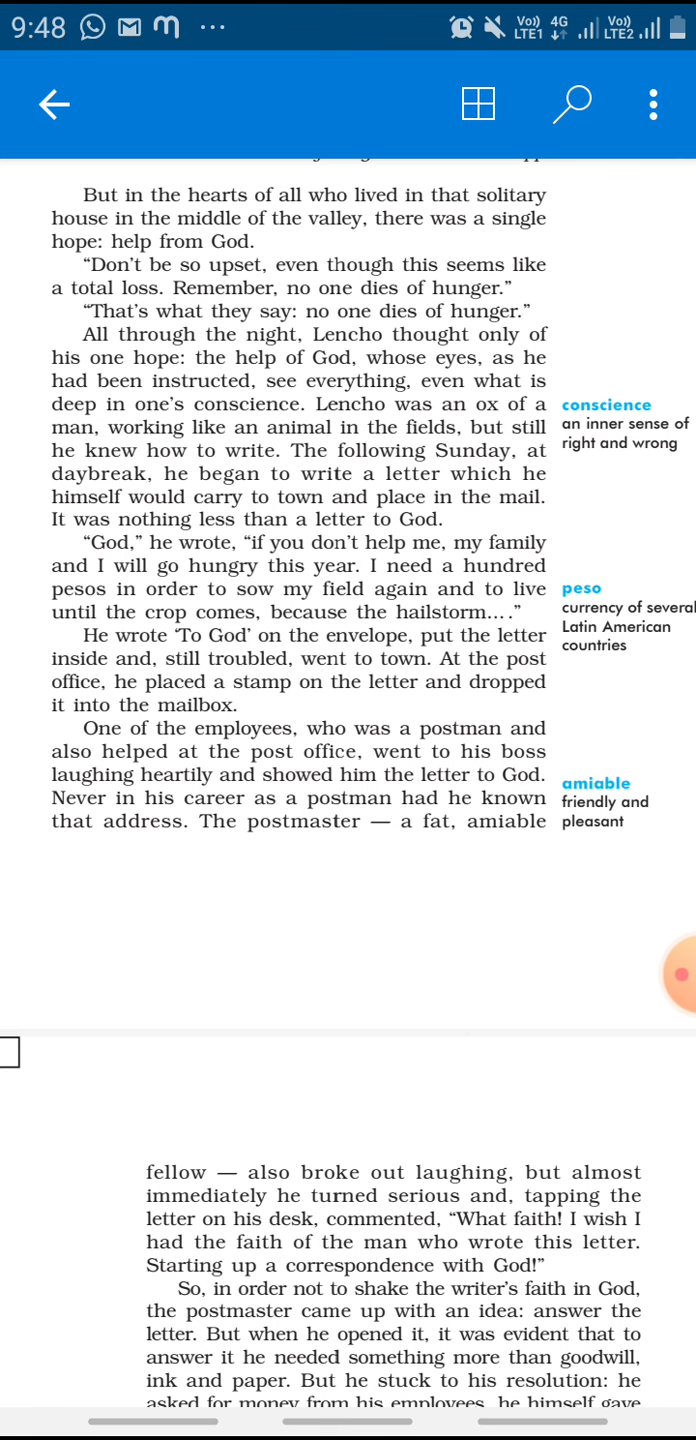 9:48
Vo)) LTE1 4G Vo)) LTE2
But in the hearts of all who lived in that solitary
house in the middle of the valley, there was a single
hope: help from God.
“Don’t be so upset, even though this seems like
a total loss. Remember, no one dies of hunger.”
“That’s what they say: no one dies of hunger.”
All through the night, Lencho thought only of
his one hope: the help of God, whose eyes, as he
had been instructed, see everything, even what is
deep in one’s conscience. Lencho was an ox of a
man, working like an animal in the fields, but still
he knew how to write. The following Sunday, at
daybreak, he began to write a letter which he
himself would carry to town and place in the mail.
It was nothing less than a letter to God.
“God,” he wrote, “if you don’t help me, my family
and I will go hungry this year. I need a hundred
pesos in order to sow my field again and to live
until the crop comes, because the hailstorm....”
He wrote ‘To God’ on the envelope, put the letter
inside and, still troubled, went to town. At the post
office, he placed a stamp on the letter and dropped
it into the mailbox.
One of the employees, who was a postman and
also helped at the post office, went to his boss
laughing heartily and showed him the letter to God.
Never in his career as a postman had he known
that address. The postmaster — a fat, amiable
conscience
an inner sense of
right and wrong
peso
currency of several
Latin American
countries
amiable
friendly and
pleasant
fellow — also broke out laughing, but almost
immediately he turned serious and, tapping the
letter on his desk, commented, “What faith! I wish I
had the faith of the man who wrote this letter.
Starting up a correspondence with God!”
So, in order not to shake the writer’s faith in God,
the postmaster came up with an idea: answer the
letter. But when he opened it, it was evident that to
answer it he needed something more than goodwill,
ink and paper. But he stuck to his resolution: he
asked for money from his employees, he himself gave